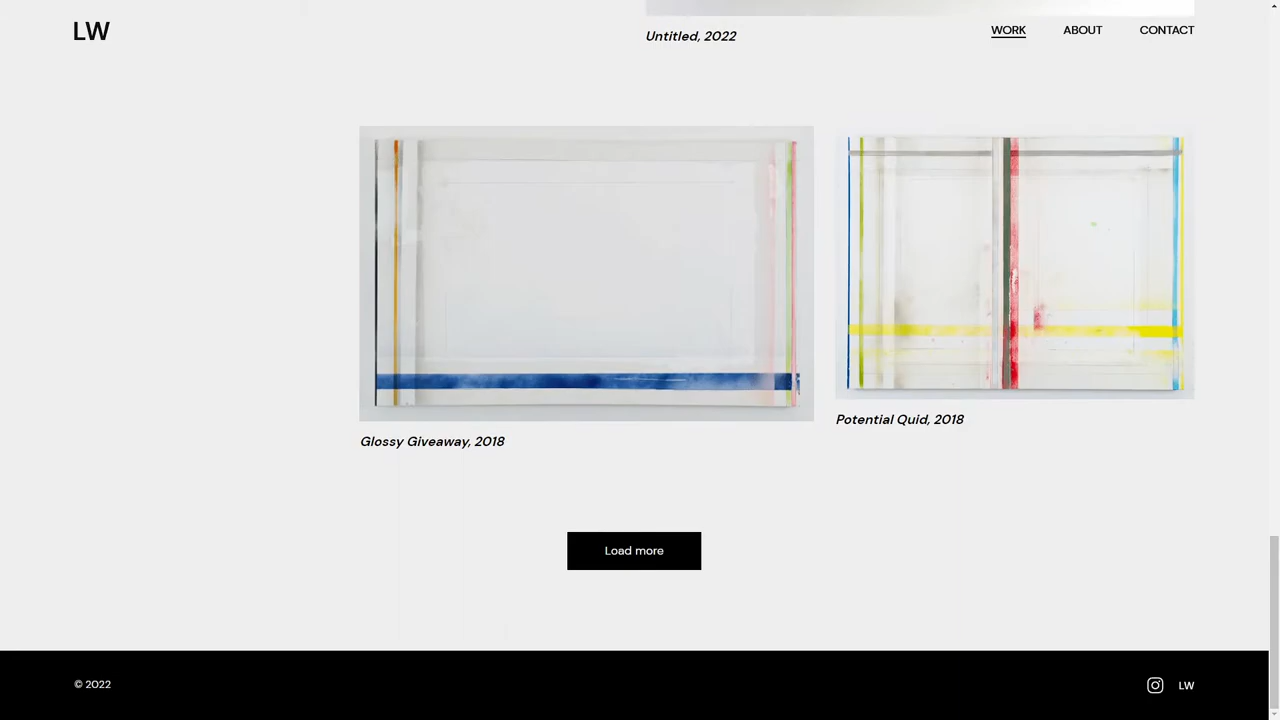 LW
Untitled, 2022
WORK
ABOUT
CONTACT
Glossy Giveaway, 2018
Potential Quid, 2018
Load more
© 2022
LW